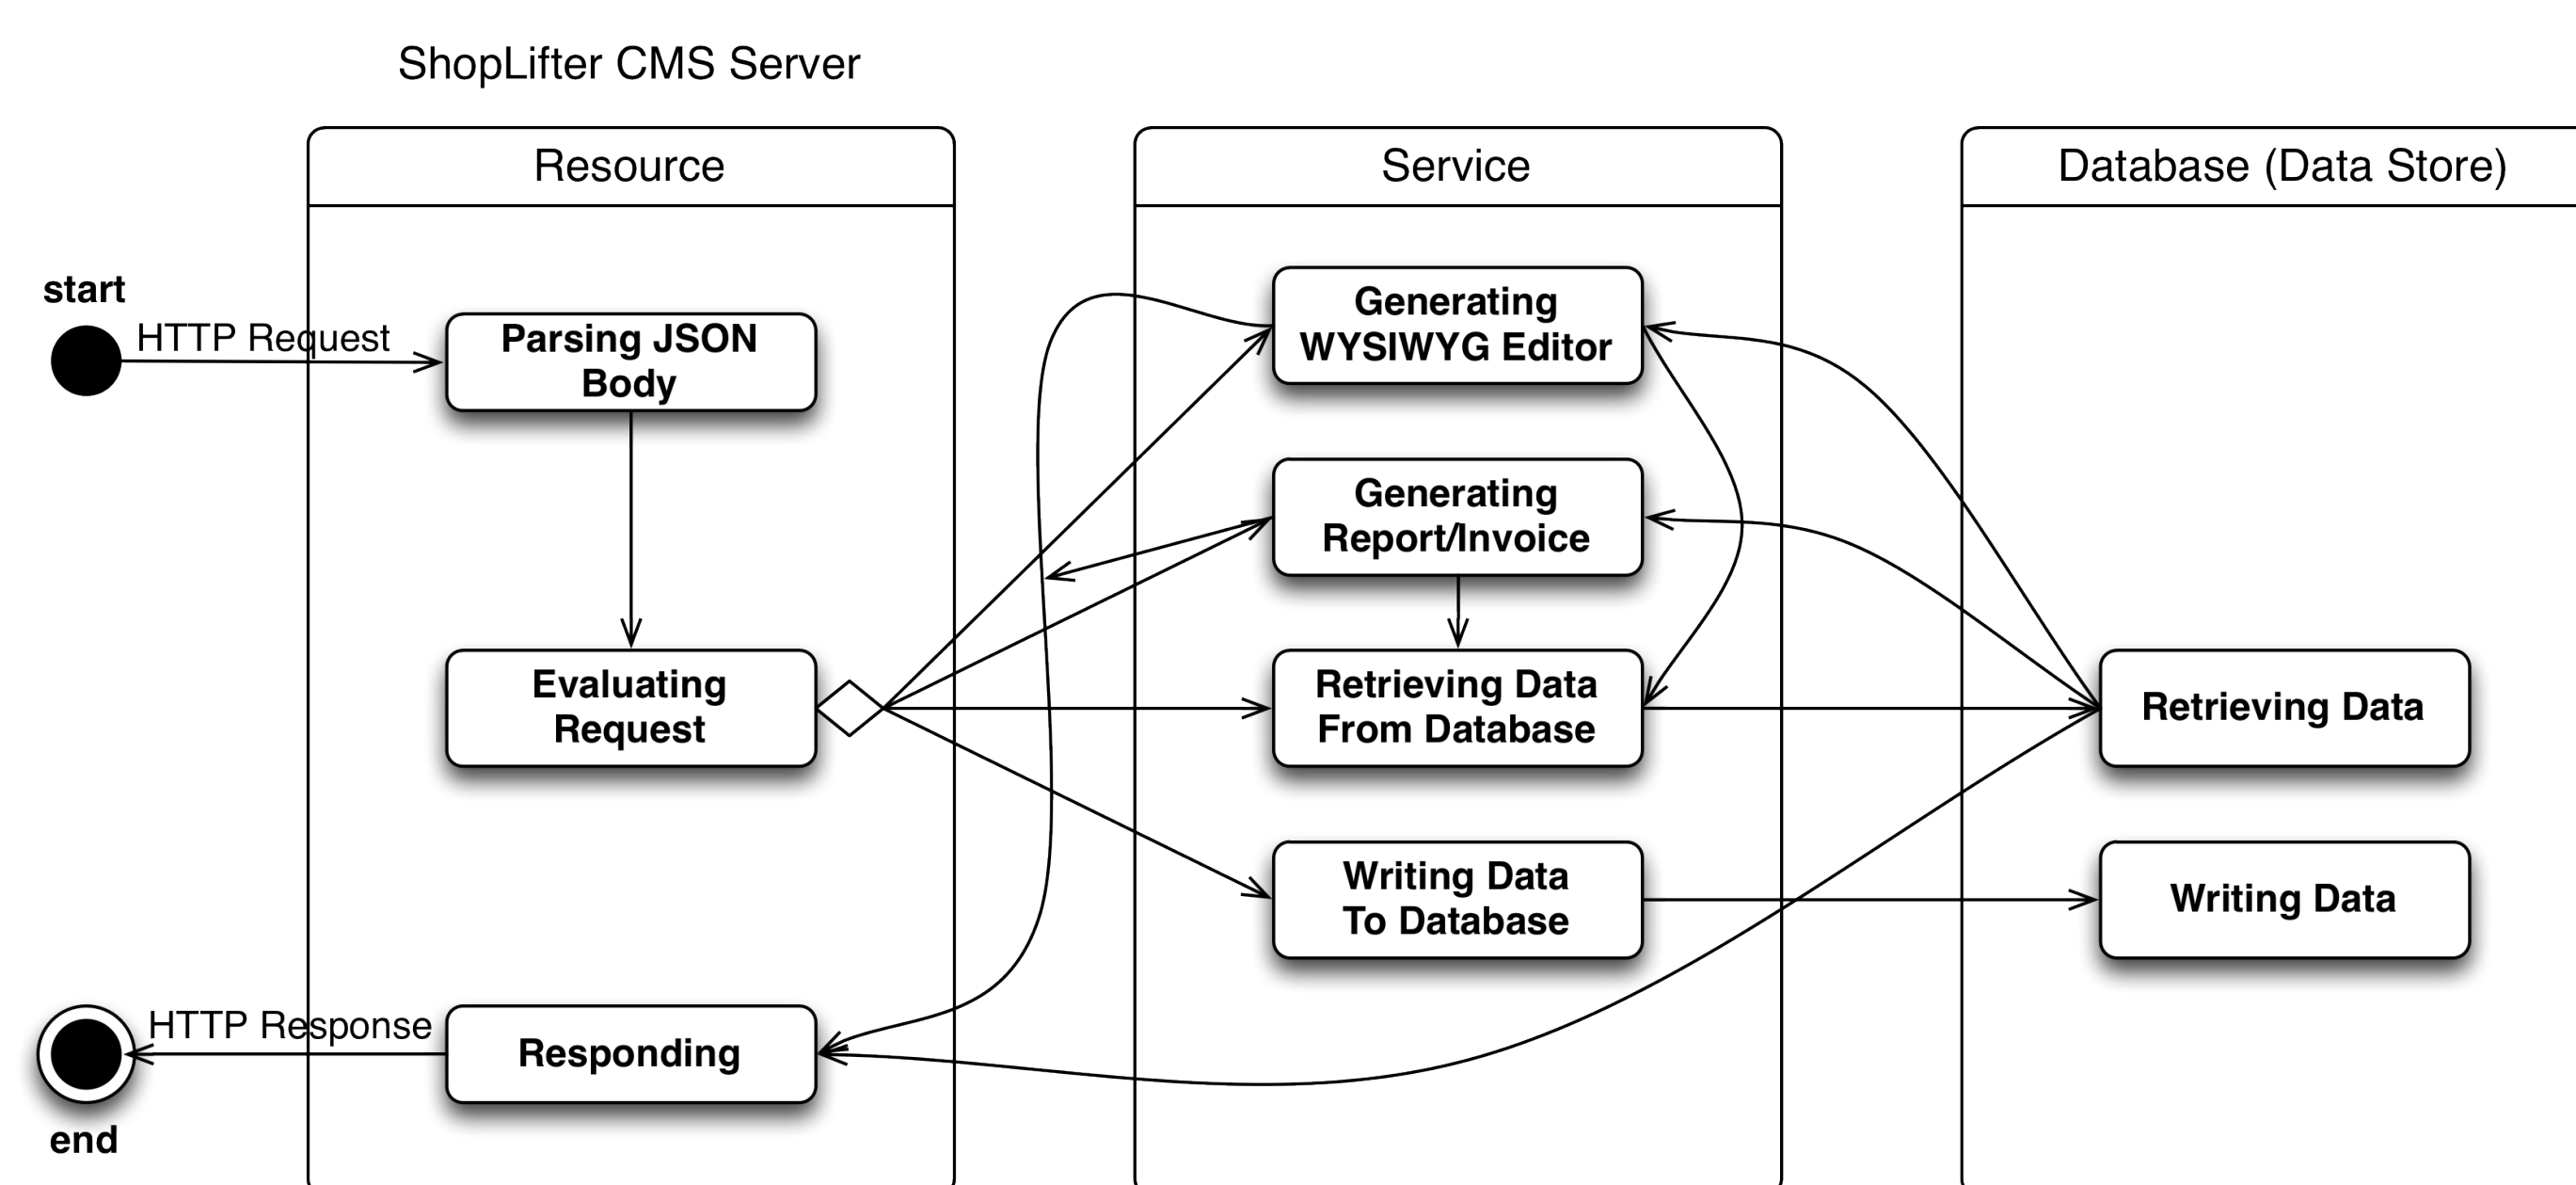 ShopLifter CMS Server
Resource
Service
Database (Data Store)
start
HTTP Request
Parsing JSON
Body
Generating
WYSIWYG Editor
Generating
Report/Invoice
Evaluating
Request
Retrieving Data
From Database
Retrieving Data
Writing Data
To Database
Writing Data
HTTP Response
Responding
end